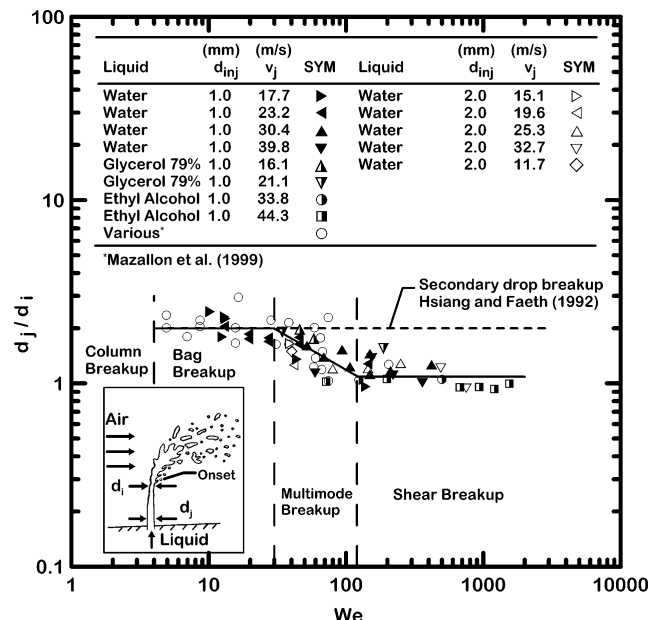 100
(mm) (m/s) (mm) (m/s)
Liquid d_inj v_j SYM Liquid d_inj v_j SYM
Water 1.0 17.7 Water 2.0 15.1
Water 1.0 23.2 Water 2.0 19.6
Water 1.0 30.4 Water 2.0 25.3
Water 1.0 39.8 Water 2.0 32.7
Glycerol 79% 1.0 16.1 Water 2.0 11.7
Glycerol 79% 1.0 21.1
Ethyl Alcohol 1.0 33.8
Ethyl Alcohol 1.0 44.3
Various*
*Mazallon et al. (1999)
10
Secondary drop breakup
Hsiang and Faeth (1992)
d_j / d_i
Column
Breakup
Bag
Breakup
1
Air
Onset
d_i
d_j
Liquid
Multimode
Breakup
Shear Breakup
0.1
1 10 100 1000 10000
We